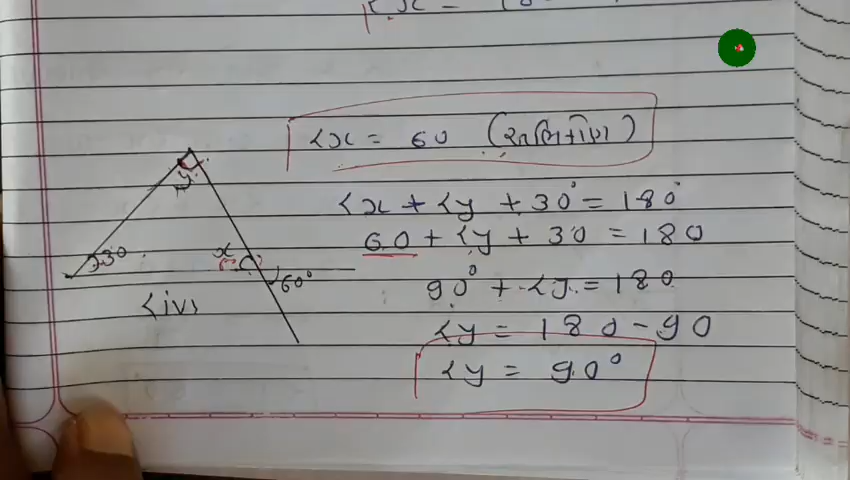 <x = 60
<x + <y + 30° = 180°
60 + <y + 30 = 180
90° + <y = 180
<y = 180 - 90
<y = 90°
y
30°
x
60°
<iv>